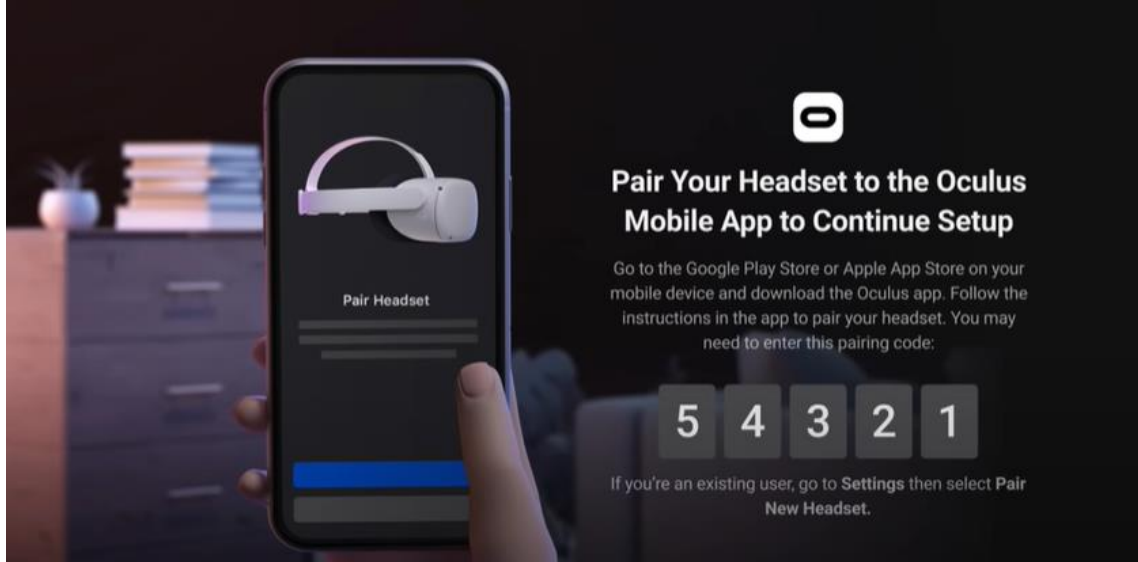 Pair Headset
Pair Your Headset to the Oculus
Mobile App to Continue Setup
Go to the Google Play Store or Apple App Store on your
mobile device and download the Oculus app. Follow the
instructions in the app to pair your headset. You may
need to enter this pairing code:
5 4 3 2 1
If you're an existing user, go to Settings then select Pair
New Headset.